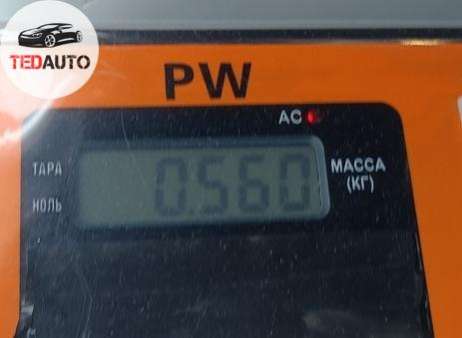 TEDAUTO
PW
AC
ТАРА
0.560
МАССА
(КГ)
НОЛЬ